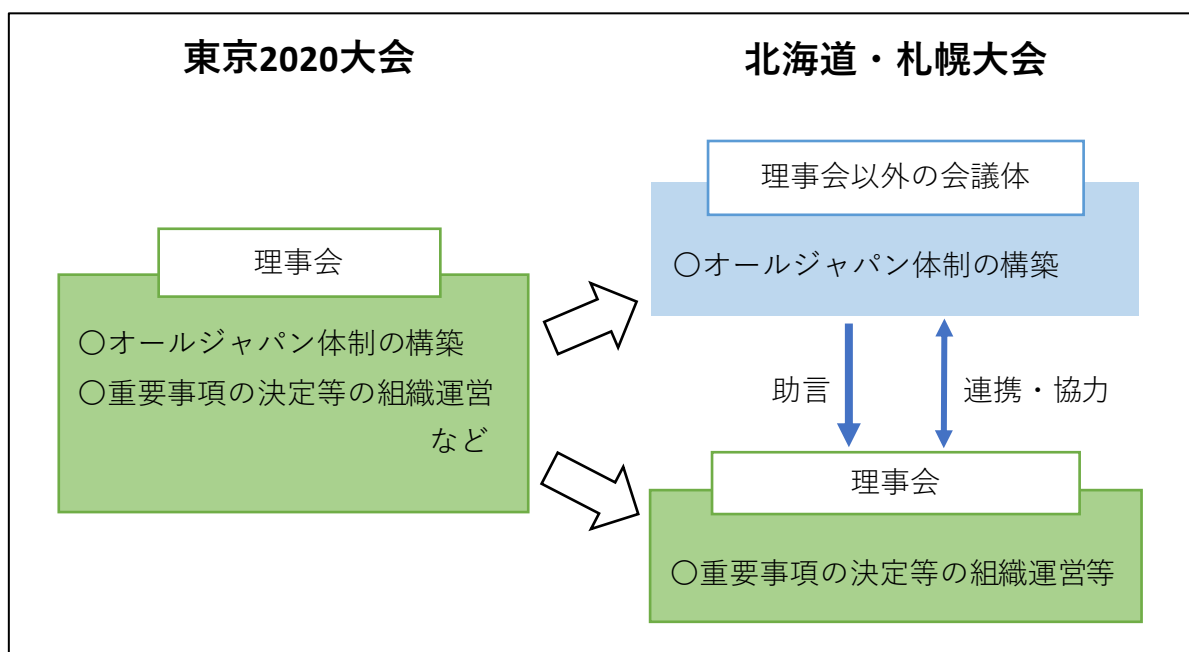 東京2020大会
理事会
〇オールジャパン体制の構築
〇重要事項の決定等の組織運営
など
北海道・札幌大会
理事会以外の会議体
〇オールジャパン体制の構築
助言
連携・協力
理事会
〇重要事項の決定等の組織運営等